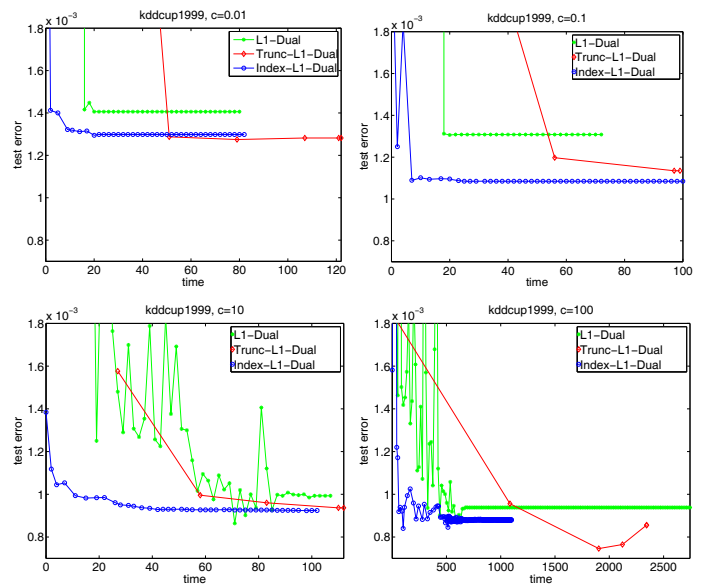 kddcup1999, c=0.01
x 10⁻³
1.8
1.6
1.4
1.2
1
0.8
test error
0
20
40
60
80
100
120
time
L1-Dual
Trunc-L1-Dual
Index-L1-Dual
kddcup1999, c=0.1
x 10⁻³
1.8
1.6
1.4
1.2
1
0.8
test error
0
20
40
60
80
100
time
L1-Dual
Trunc-L1-Dual
Index-L1-Dual
kddcup1999, c=10
x 10⁻³
1.8
1.6
1.4
1.2
1
0.8
test error
0
20
40
60
80
100
time
L1-Dual
Trunc-L1-Dual
Index-L1-Dual
kddcup1999, c=100
x 10⁻³
1.8
1.6
1.4
1.2
1
0.8
test error
0
500
1000
1500
2000
2500
time
L1-Dual
Trunc-L1-Dual
Index-L1-Dual